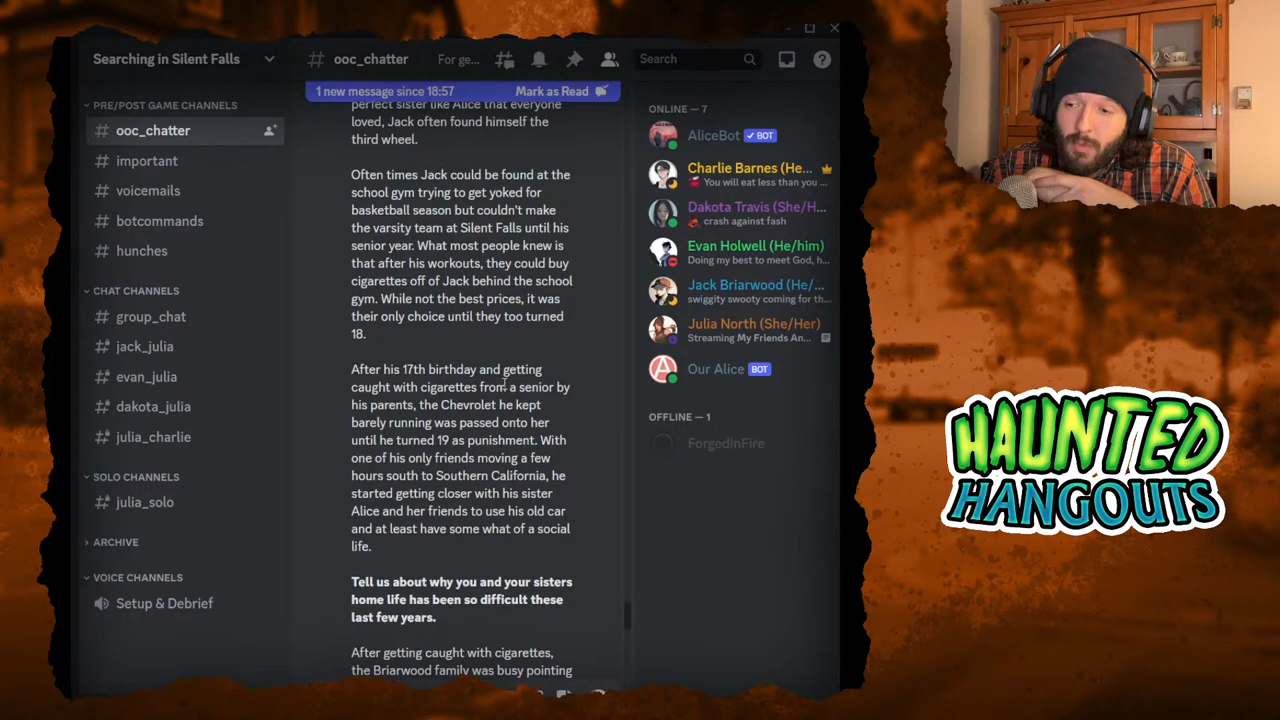 Searching in Silent Falls
PRE/POST GAME CHANNELS
# ooc_chatter
# important
# voicemails
# botcommands
# hunches
CHAT CHANNELS
group_chat
jack_julia
evan_julia
dakota_julia
julia_charlie
SOLO CHANNELS
julia_solo
ARCHIVE
VOICE CHANNELS
Setup & Debrief
# ooc_chatter For ge...
1 new message since 18:57 Mark as Read
perfect sister like Alice that everyone
loved, Jack often found himself the
third wheel.
Often times Jack could be found at the
school gym trying to get yoked for
basketball season but couldn't make
the varsity team at Silent Falls until his
senior year. What most people knew is
that after his workouts, they could buy
cigarettes off of Jack behind the school
gym. While not the best prices, it was
their only choice until they too turned
18.
After his 17th birthday and getting
caught with cigarettes from a senior by
his parents, the Chevrolet he kept
barely running was passed onto her
until he turned 19 as punishment. With
one of his only friends moving a few
hours south to Southern California, he
started getting closer with his sister
Alice and her friends to use his old car
and at least have some what of a social
life.
Tell us about why you and your sisters
home life has been so difficult these
last few years.
After getting caught with cigarettes,
the Briarwood family was busy pointing
Search
ONLINE — 7
AliceBot BOT
Charlie Barnes (He...
You will eat less than you ...
Dakota Travis (She/H...
crash against fash
Evan Holwell (He/him)
Doing my best to meet God, h...
Jack Briarwood (He/...
swiggity swooty coming for th...
Julia North (She/Her)
Streaming My Friends An...
Our Alice BOT
OFFLINE — 1
ForgedInFire
HAUNTED
HANGOUTS